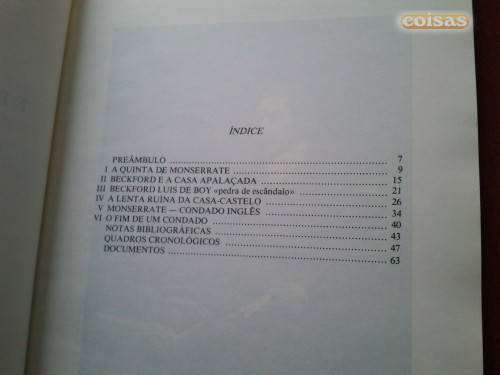 coisas
ÍNDICE
PREÂMBULO 7
I A QUINTA DE MONSERRATE 9
II BECKFORD E A CASA APALAÇADA 15
III BECKFORD LUIS DE BOY «pedra de escândalo» 21
IV A LENTA RUÍNA DA CASA-CASTELO 26
V MONSERRATE — CONDADO INGLÊS 34
VI O FIM DE UM CONDADO 40
NOTAS BIBLIOGRÁFICAS 43
QUADROS CRONOLÓGICOS 47
DOCUMENTOS 63